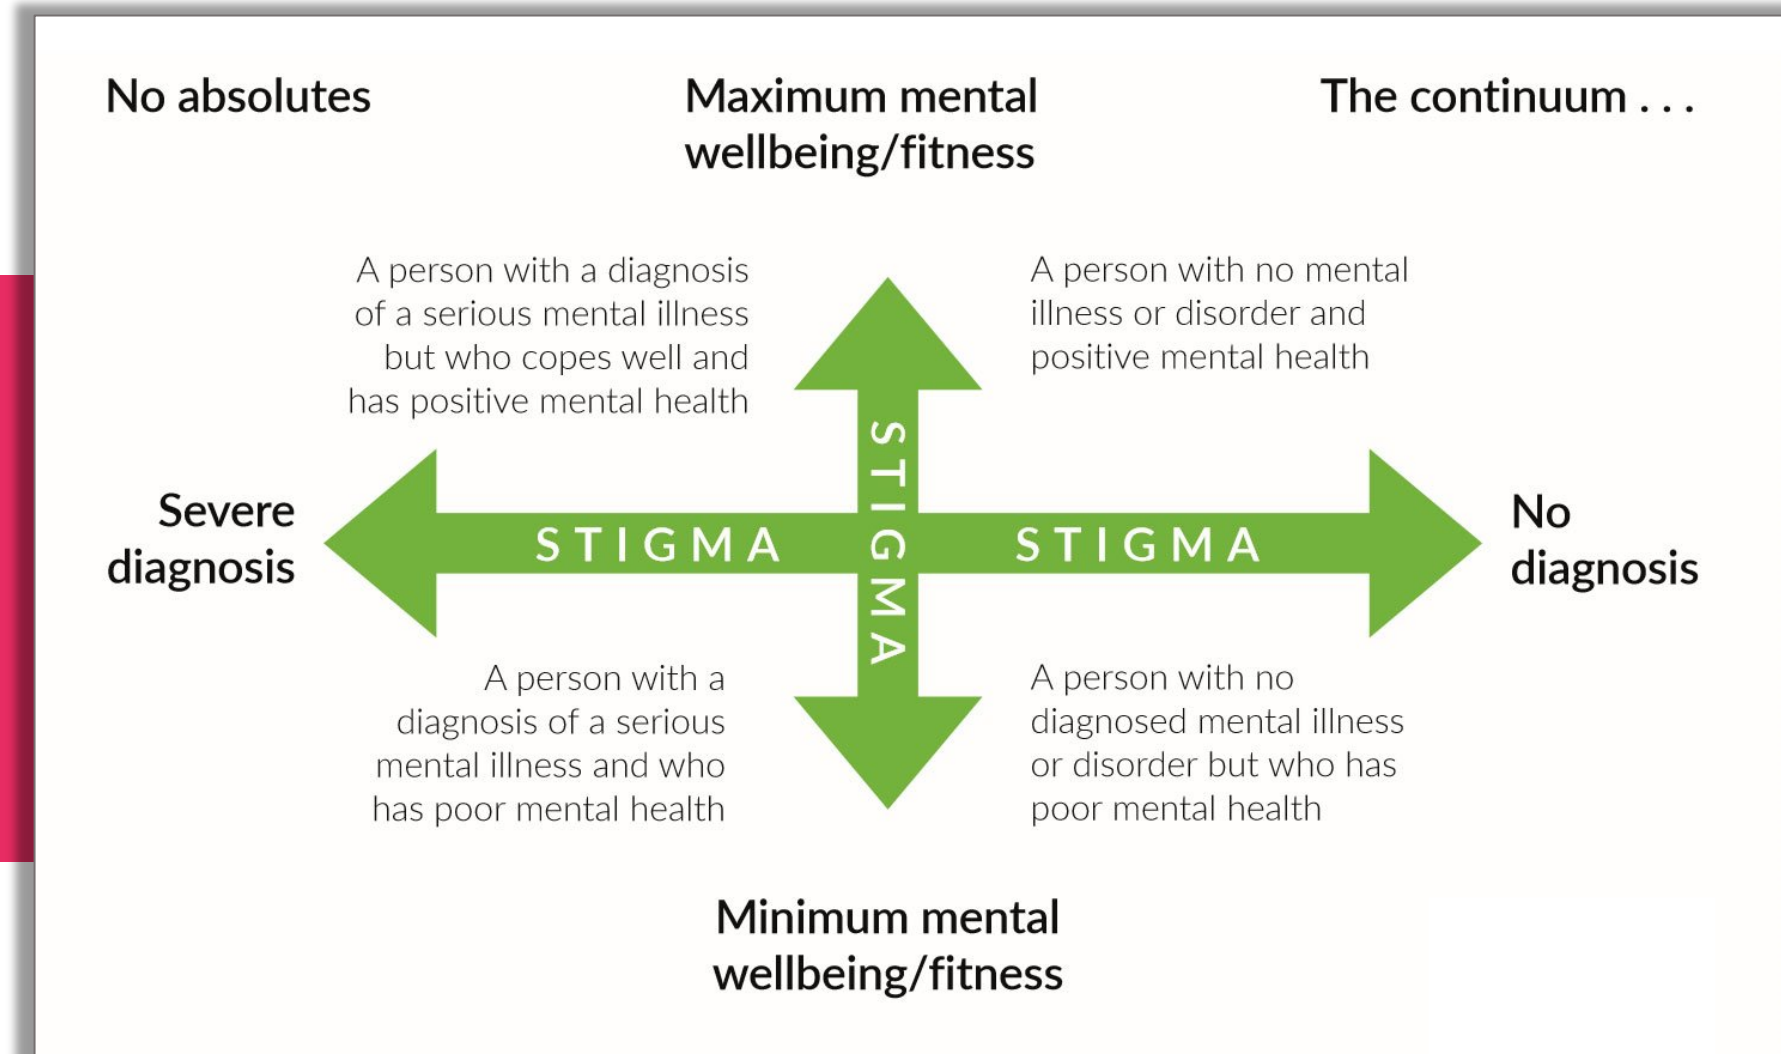 No absolutes
Maximum mental
wellbeing/fitness
The continuum . . .
A person with a diagnosis
of a serious mental illness
but who copes well and
has positive mental health
A person with no mental
illness or disorder and
positive mental health
Severe
diagnosis
STIGMA
STIGMA
STIGMA
No
diagnosis
A person with a
diagnosis of a serious
mental illness and who
has poor mental health
A person with no
diagnosed mental illness
or disorder but who has
poor mental health
Minimum mental
wellbeing/fitness